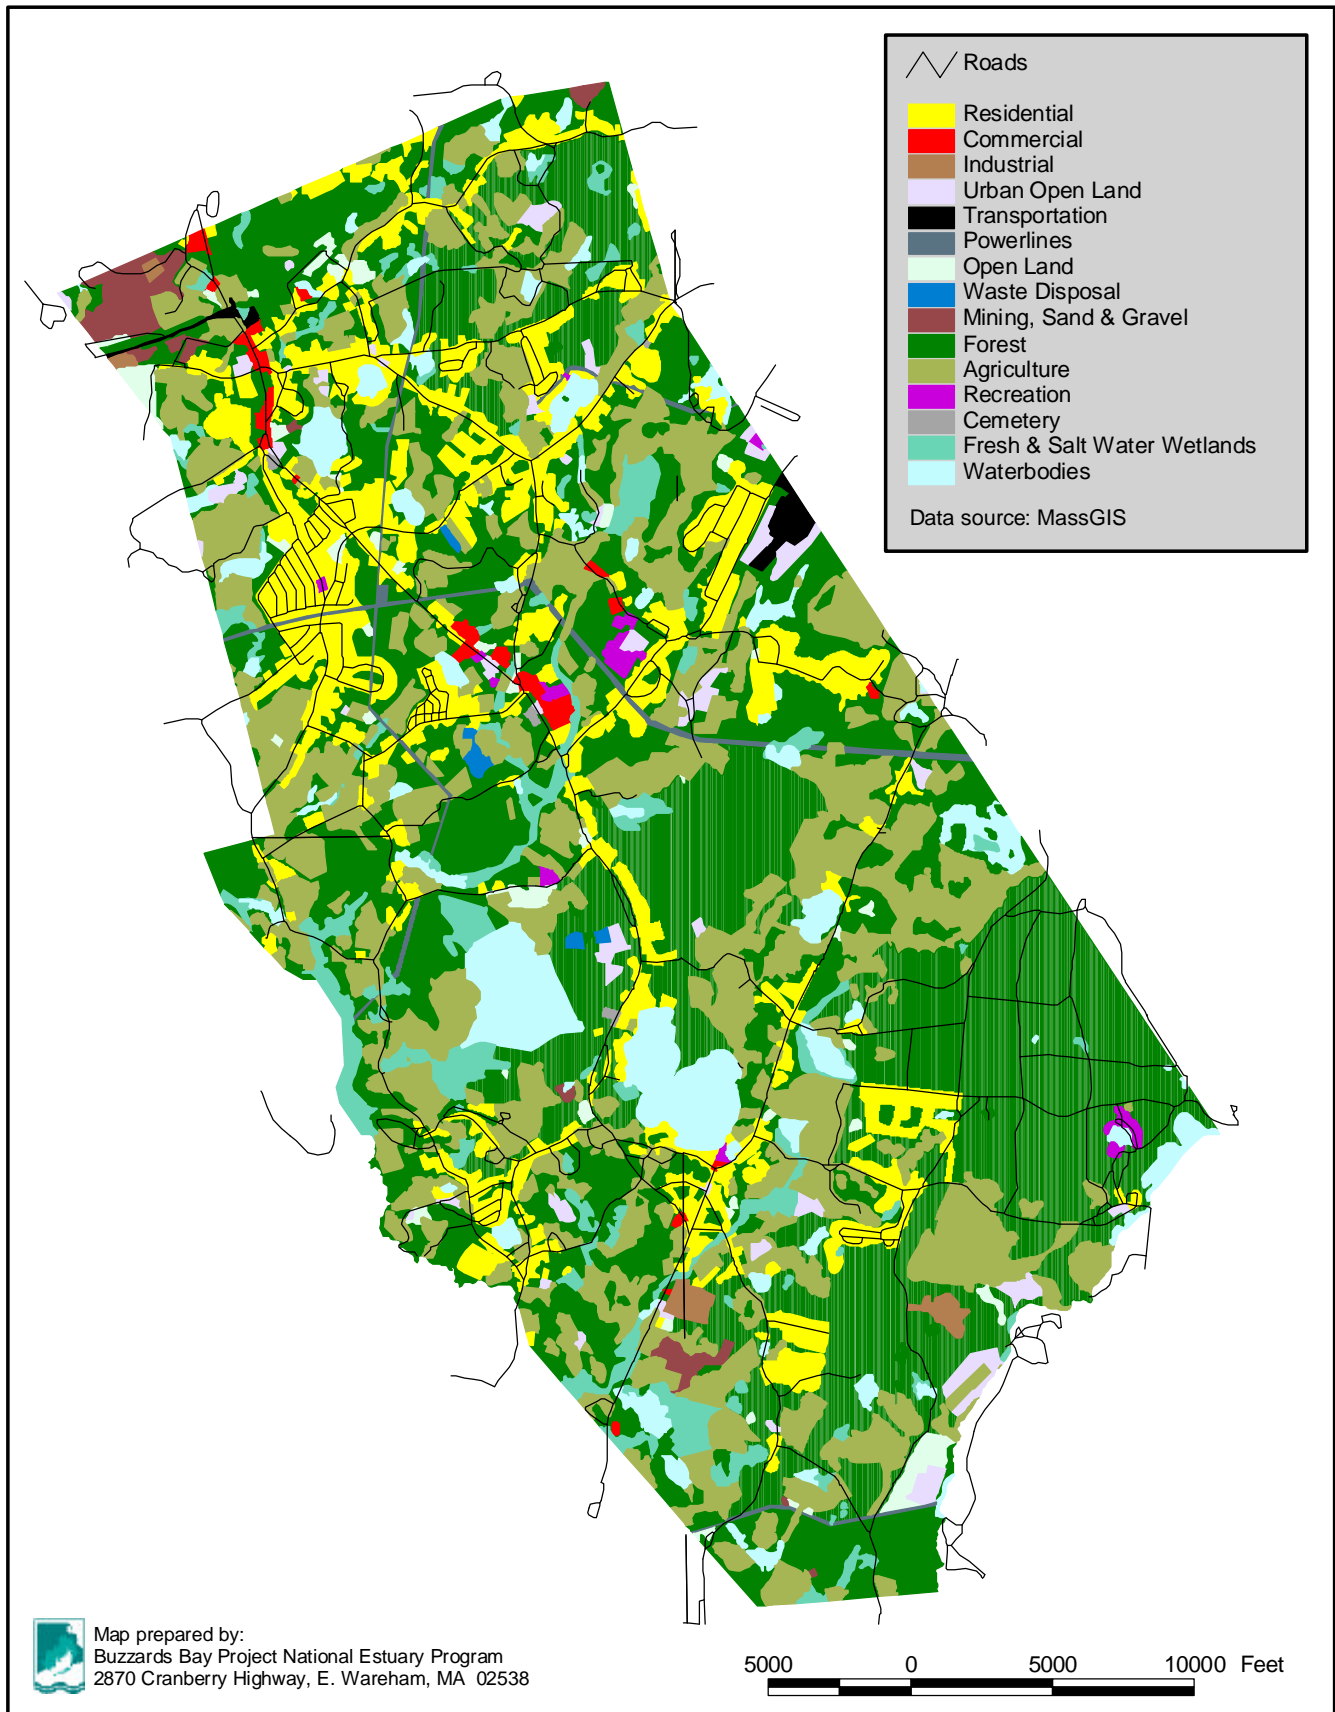 Roads
Residential
Commercial
Industrial
Urban Open Land
Transportation
Powerlines
Open Land
Waste Disposal
Mining, Sand & Gravel
Forest
Agriculture
Recreation
Cemetery
Fresh & Salt Water Wetlands
Waterbodies
Data source: MassGIS
Map prepared by:
Buzzards Bay Project National Estuary Program
2870 Cranberry Highway, E. Wareham, MA 02538
5000 0 5000 10000 Feet